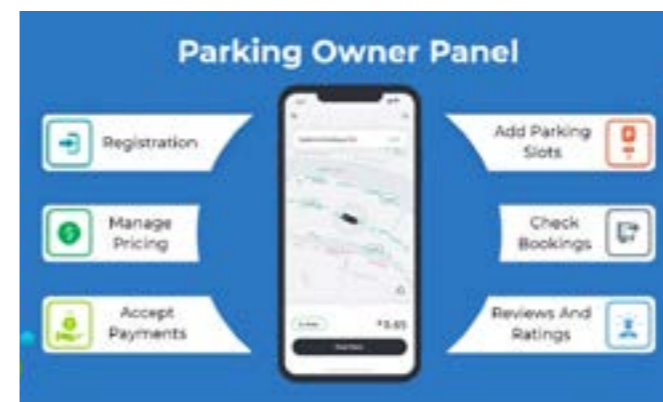 Parking Owner Panel
Registration
Manage
Pricing
Accept
Payments
Add Parking
Slots
Check
Bookings
Reviews And
Ratings